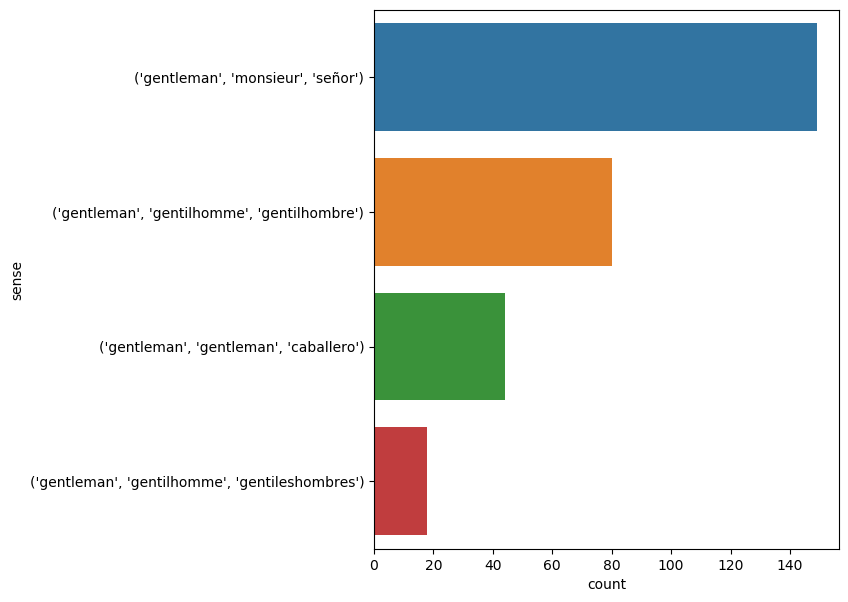 ('gentleman', 'monsieur', 'señor')
('gentleman', 'gentilhomme', 'gentilhombre')
sense
('gentleman', 'gentleman', 'caballero')
('gentleman', 'gentilhomme', 'gentileshombres')
0 20 40 60 80 100 120 140
count